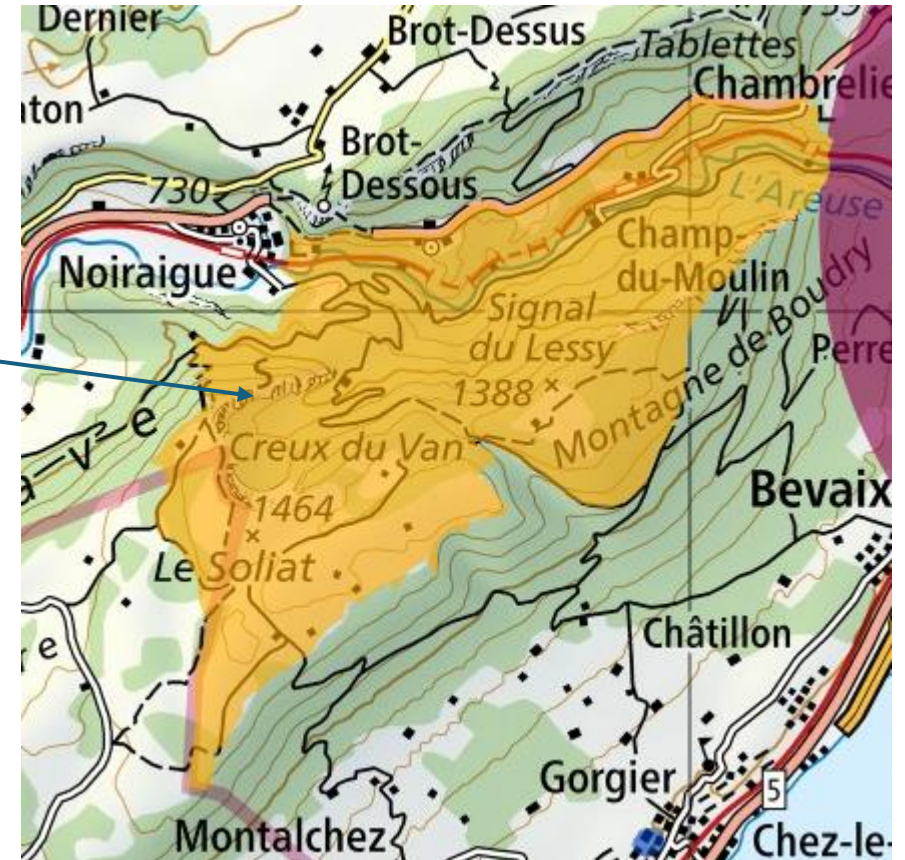 Dernier
Brot-Dessus
Tablettes
Chambrelie
aton
Brot-
Dessous
730
L'Areuse
Noiraigue
Champ-
du-Moulin
Signal
du Lessy
1388
Montagne de Boudry
Perre
S
a v e
Creux du Van
1464
Le Soliat
Bevaix
re
Châtillon
Gorgier
5
Montalchez
Chez-le-